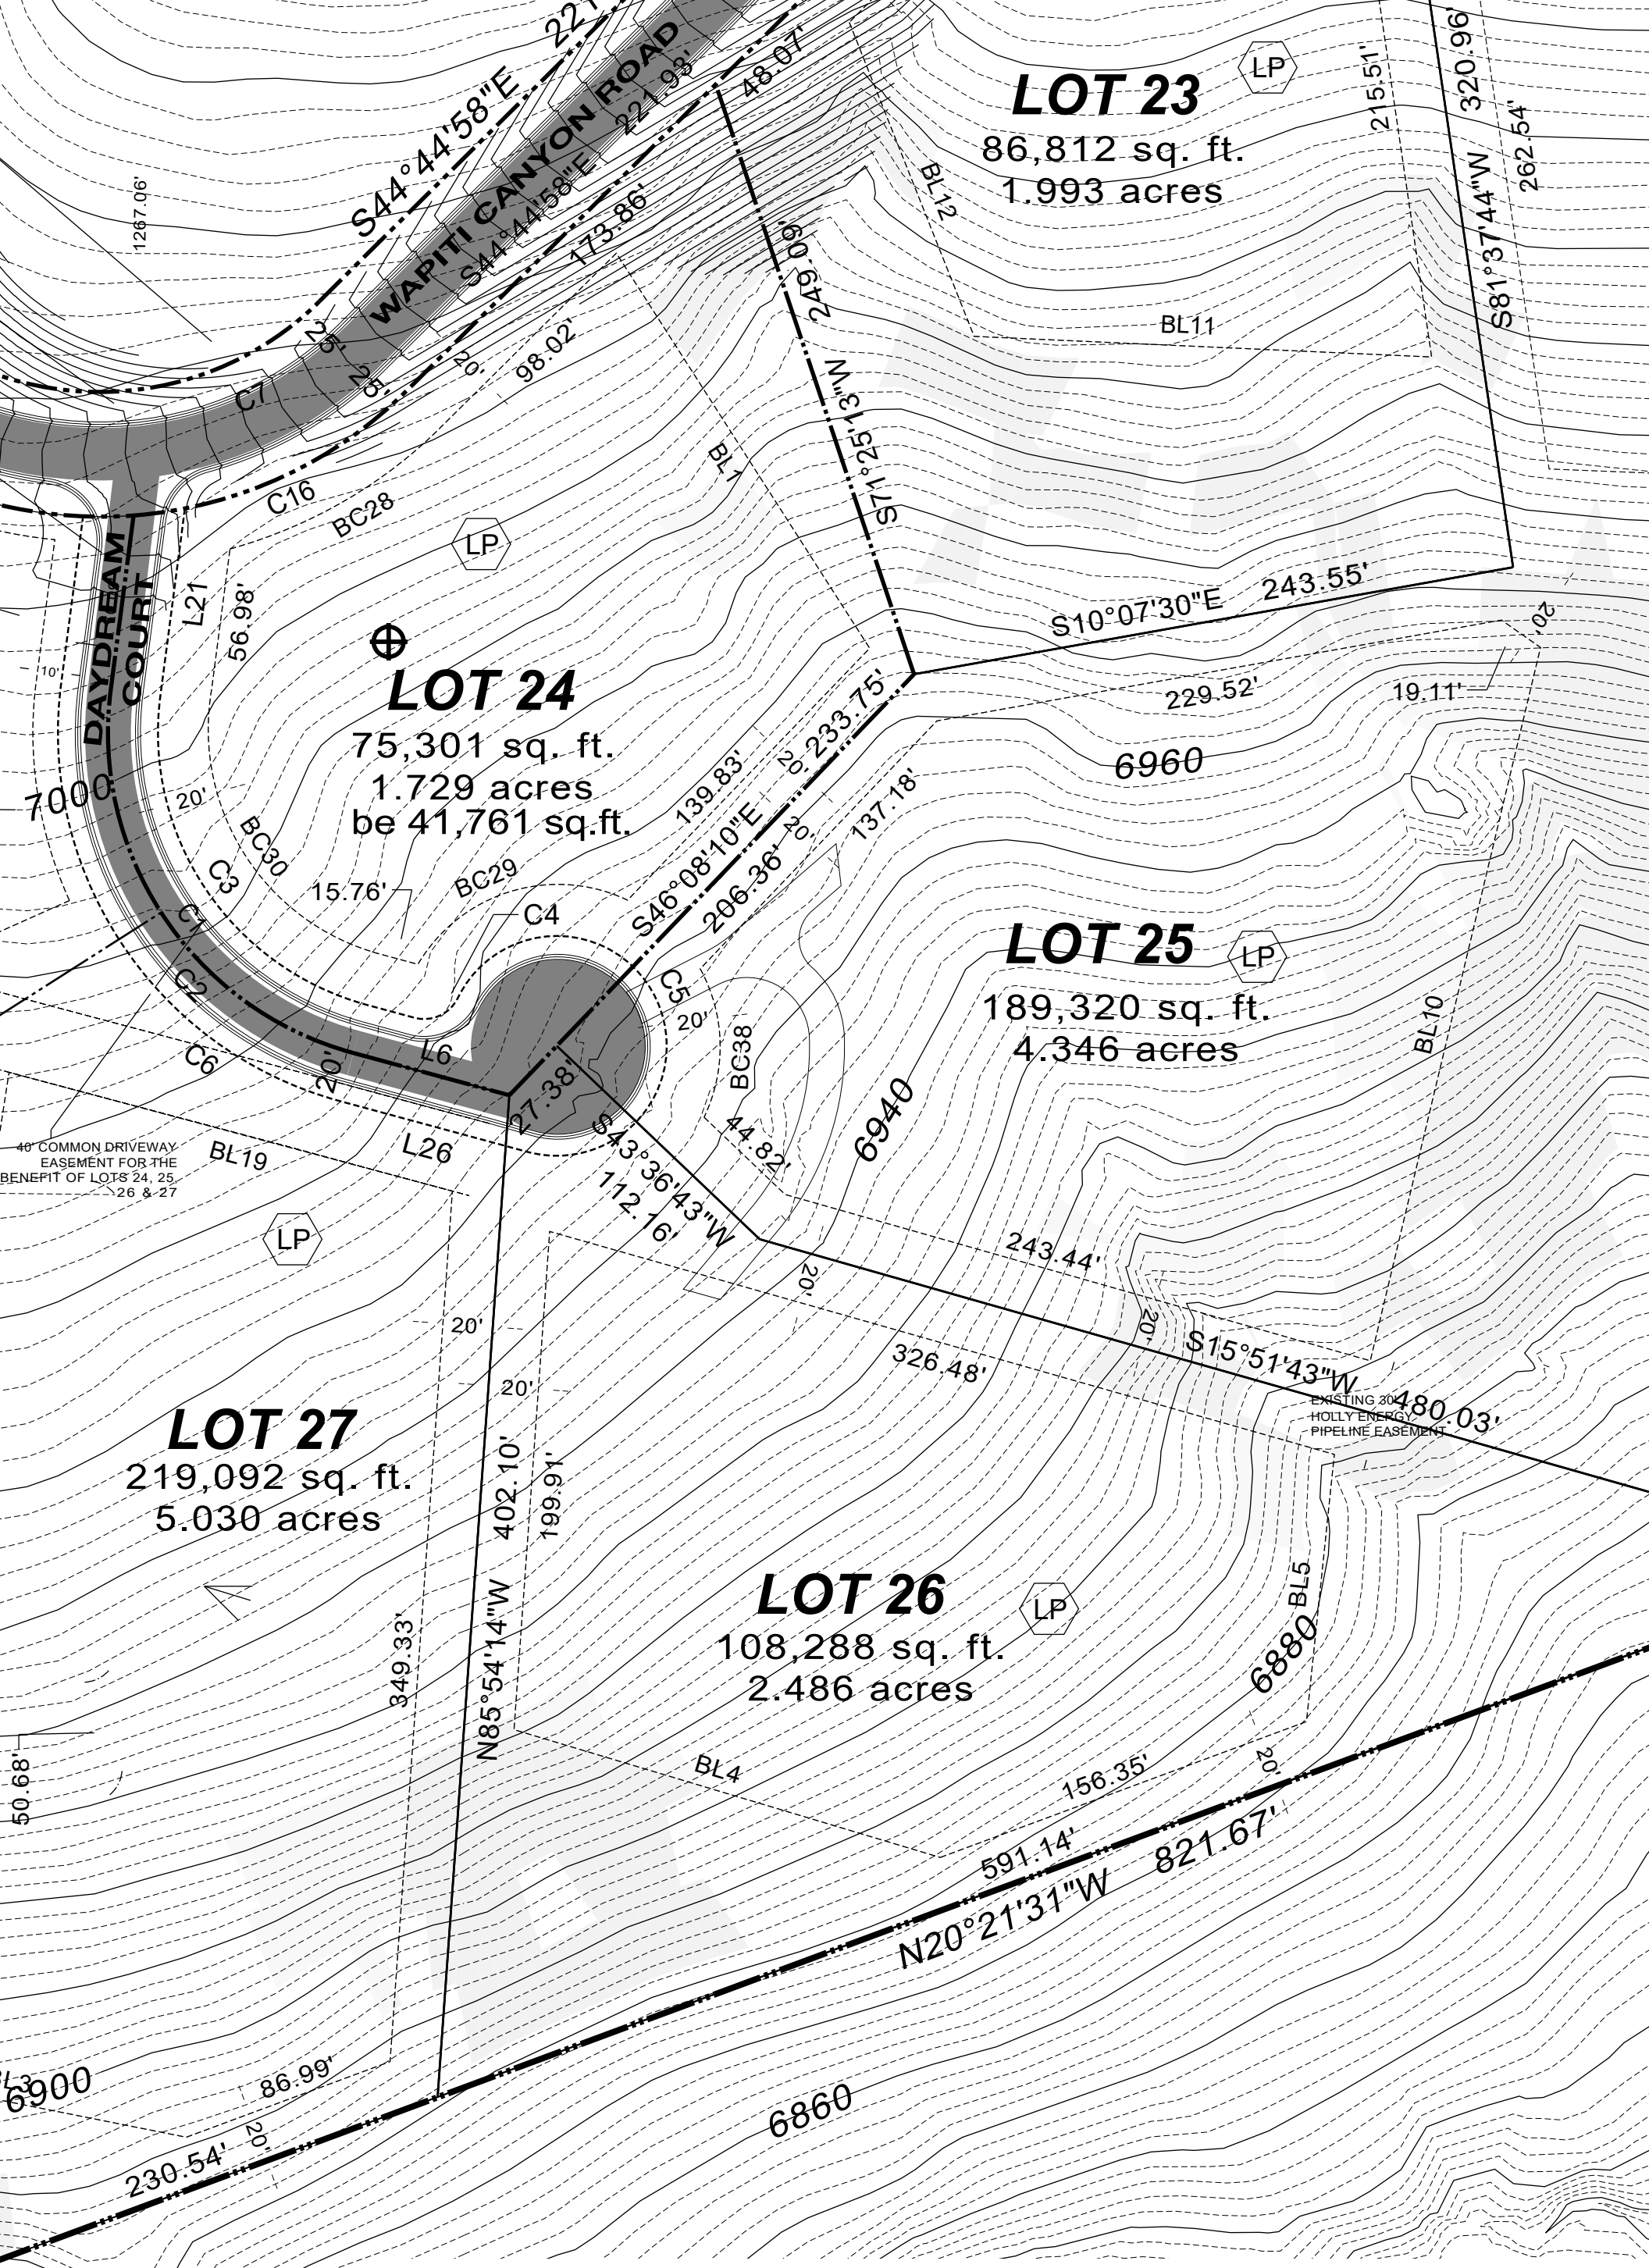 221.
S44°44'58"E
WAPITI CANYON ROAD
S44°44'58"E
221.93'
48.07'
173.86'
98.02'
1267.06'
25'
25'
20'
C7
C16
BC28
LP
LOT 23
86,812 sq. ft.
1.993 acres
LP
215.51'
320.96'
S81°37'44"W
262.54'
BL12
BL11
249.609
S71°25'13"W
BL1
DAYDREAM
COURT
L21
56.98'
10'
7000
20'
LOT 24
75,301 sq. ft.
1.729 acres
be 41,761 sq.ft.
S10°07'30"E
243.55'
20'
229.52'
19.11'
6960
233.75'
20'
139.83'
137.18'
20'
S46°08'10"E
206.36'
BC30
C3
BC29
15.76'
C4
C1
C2
C5
20'
BC38
LOT 25
LP
189,320 sq. ft.
4.346 acres
BL10
C6
20'
L6
L26
27.38'
6940
44.82'
S43°36'43"W
112.16'
40' COMMON DRIVEWAY
EASEMENT FOR THE
BENEFIT OF LOTS 24, 25,
26 & 27
BL19
LP
243.44'
20'
20'
S15°51'43"W
480.03'
326.48'
EXISTING 30'
HOLLY ENERGY
PIPELINE EASEMENT
20'
20'
LOT 27
219,092 sq. ft.
5.030 acres
402.10'
199.91'
N85°54'14"W
349.33'
LOT 26
LP
108,288 sq. ft.
2.486 acres
BL5
6880
BL4
156.35'
20'
591.14'
821.67'
N20°21'31"W
50.68'
6900
86.99'
20'
230.54'
6860